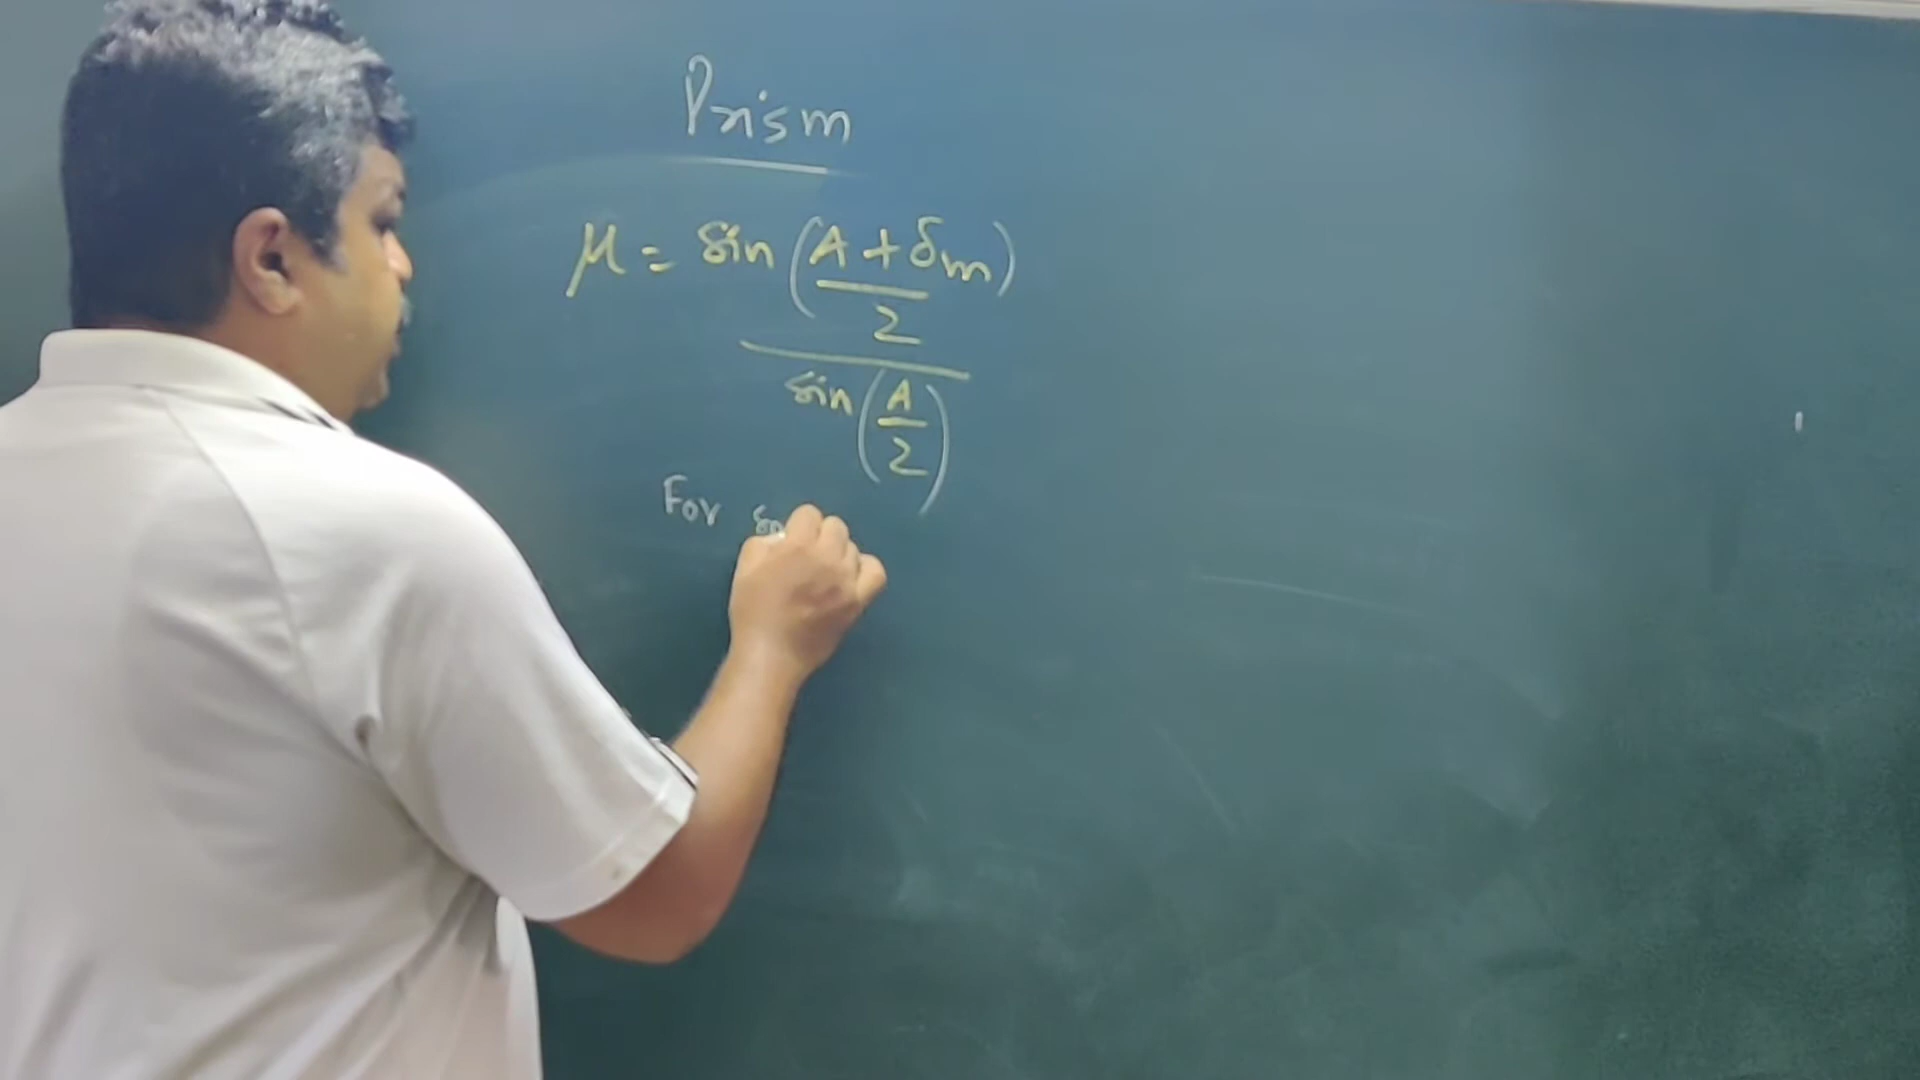 Prism
μ = sin (A + δm)
2
sin (A/2)
For